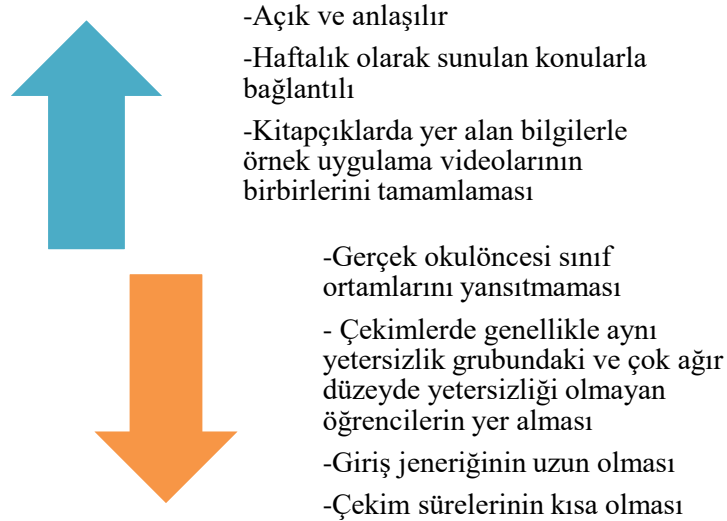 -Açık ve anlaşılır
-Haftalık olarak sunulan konularla
bağlantılı
-Kitapçıklarda yer alan bilgilerle
örnek uygulama videolarının
birbirlerini tamamlaması
-Gerçek okulöncesi sınıf
ortamlarını yansıtmaması
- Çekimlerde genellikle aynı
yetersizlik grubundaki ve çok ağır
düzeyde yetersizliği olmayan
öğrencilerin yer alması
-Giriş jeneriğinin uzun olması
-Çekim sürelerinin kısa olması